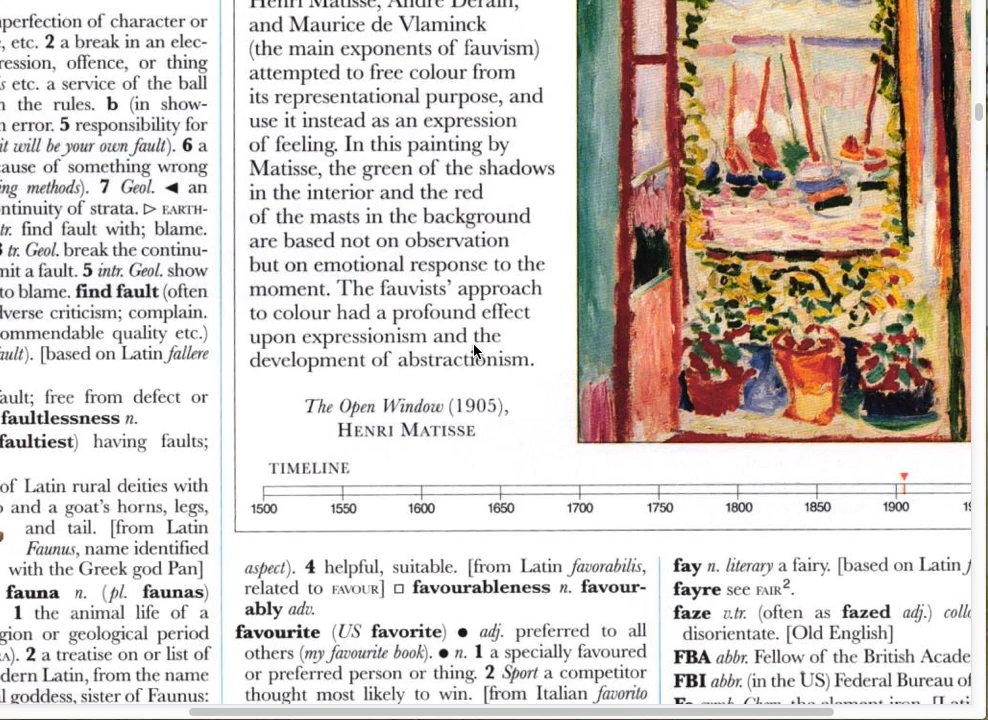 nperfection of character or
, etc. 2 a break in an elec-
ression, offence, or thing
s etc. a service of the ball
n the rules. b (in show-
n error. 5 responsibility for
it will be your own fault). 6 a
ause of something wrong
ing methods). 7 Geol. ◄ an
ntinuity of strata. ▷ EARTH-
tr. find fault with; blame.
tr. Geol. break the continu-
mit a fault. 5 intr. Geol. show
to blame. find fault (often
verse criticism; complain.
ommendable quality etc.)
ault). [based on Latin fallere
ault; free from defect or
faultlessness n.
faultiest) having faults;
of Latin rural deities with
and a goat's horns, legs,
and tail. [from Latin
Faunus, name identified
with the Greek god Pan]
fauna n. (pl. faunas)
1 the animal life of a
gion or geological period
A). 2 a treatise on or list of
dern Latin, from the name
l goddess, sister of Faunus:
Henri Matisse, André Derain,
and Maurice de Vlaminck
(the main exponents of fauvism)
attempted to free colour from
its representational purpose, and
use it instead as an expression
of feeling. In this painting by
Matisse, the green of the shadows
in the interior and the red
of the masts in the background
are based not on observation
but on emotional response to the
moment. The fauvists' approach
to colour had a profound effect
upon expressionism and the
development of abstractionism.
The Open Window (1905),
HENRI MATISSE
TIMELINE
1500 1550 1600 1650 1700 1750 1800 1850 1900 19
aspect). 4 helpful, suitable. [from Latin favorabilis,
related to FAVOUR] □ favourableness n. favour-
ably adv.
favourite (US favorite) ● adj. preferred to all
others (my favourite book). ● n. 1 a specially favoured
or preferred person or thing. 2 Sport a competitor
thought most likely to win. [from Italian favorito
fay n. literary a fairy. [based on Latin f
fayre see FAIR².
faze v.tr. (often as fazed adj.) collo
disorientate. [Old English]
FBA abbr. Fellow of the British Acade
FBI abbr. (in the US) Federal Bureau of
Fe symb. Chem. the element iron. [Lati